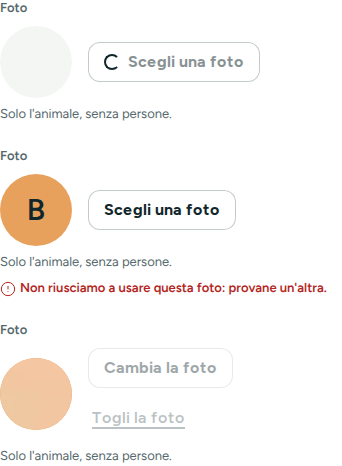 Foto
Scegli una foto
Solo l'animale, senza persone.
Foto
B
Scegli una foto
Solo l'animale, senza persone.
Non riusciamo a usare questa foto: provane un'altra.
Foto
Cambia la foto
Togli la foto
Solo l'animale, senza persone.